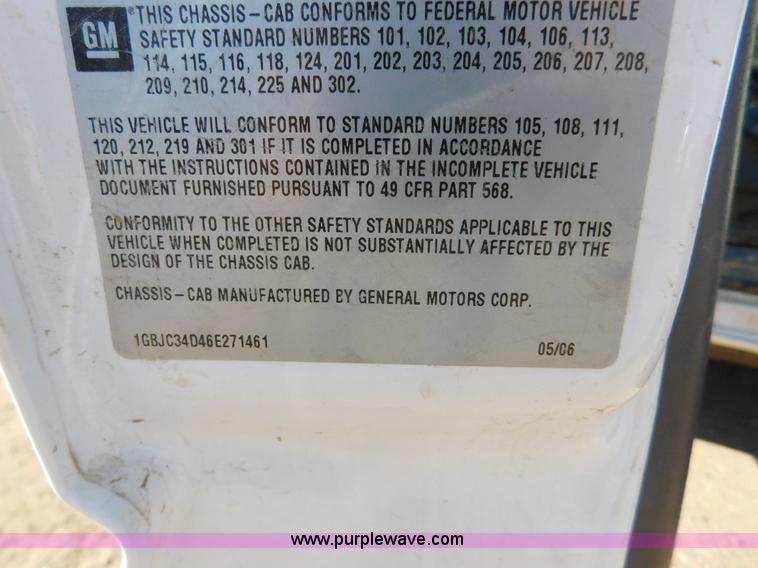 GM
®THIS CHASSIS-CAB CONFORMS TO FEDERAL MOTOR VEHICLE
SAFETY STANDARD NUMBERS 101, 102, 103, 104, 106, 113,
114, 115, 116, 118, 124, 201, 202, 203, 204, 205, 206, 207, 208,
209, 210, 214, 225 AND 302.
THIS VEHICLE WILL CONFORM TO STANDARD NUMBERS 105, 108, 111,
120, 212, 219 AND 301 IF IT IS COMPLETED IN ACCORDANCE
WITH THE INSTRUCTIONS CONTAINED IN THE INCOMPLETE VEHICLE
DOCUMENT FURNISHED PURSUANT TO 49 CFR PART 568.
CONFORMITY TO THE OTHER SAFETY STANDARDS APPLICABLE TO THIS
VEHICLE WHEN COMPLETED IS NOT SUBSTANTIALLY AFFECTED BY THE
DESIGN OF THE CHASSIS CAB.
CHASSIS-CAB MANUFACTURED BY GENERAL MOTORS CORP.
1GBJC34D46E271461 05/06
www.purplewave.com